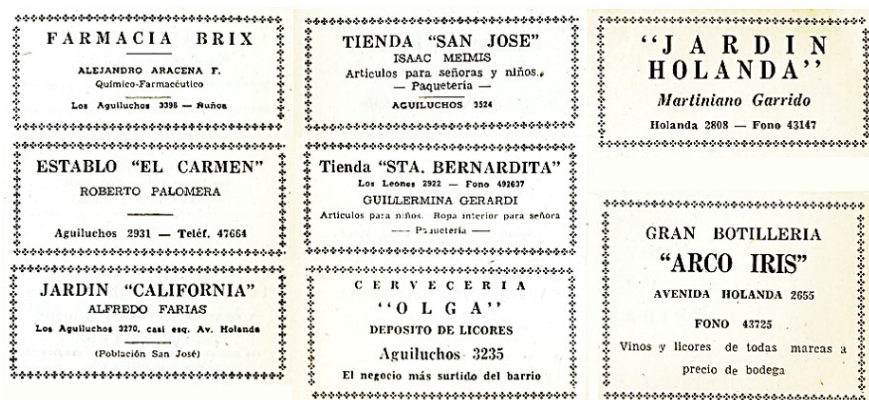 FARMACIA BRIX
ALEJANDRO ARACENA F.
Químico-Farmacéutico
Los Aguiluchos 3396 — Ñuñoa
ESTABLO "EL CARMEN"
ROBERTO PALOMERA
Aguiluchos 2931 — Teléf. 47664
JARDIN "CALIFORNIA"
ALFREDO FARIAS
Los Aguiluchos 3270, casi esq. Av. Holanda
(Población San José)
TIENDA "SAN JOSE"
ISAAC MEIMIS
Artículos para señoras y niños.
— Paquetería —
AGUILUCHOS 3524
Tienda "STA. BERNARDITA"
Los Leones 2922 — Fono 492637
GUILLERMINA GERARDI
Artículos para niños. Ropa interior para señora
— Paquetería —
CERVECERIA
"OLGA"
DEPOSITO DE LICORES
Aguiluchos 3235
El negocio más surtido del barrio
"JARDIN
HOLANDA"
Martiniano Garrido
Holanda 2808 — Fono 43147
GRAN BOTILLERIA
"ARCO IRIS"
AVENIDA HOLANDA 2655
FONO 43725
Vinos y licores de todas marcas a
precio de bodega